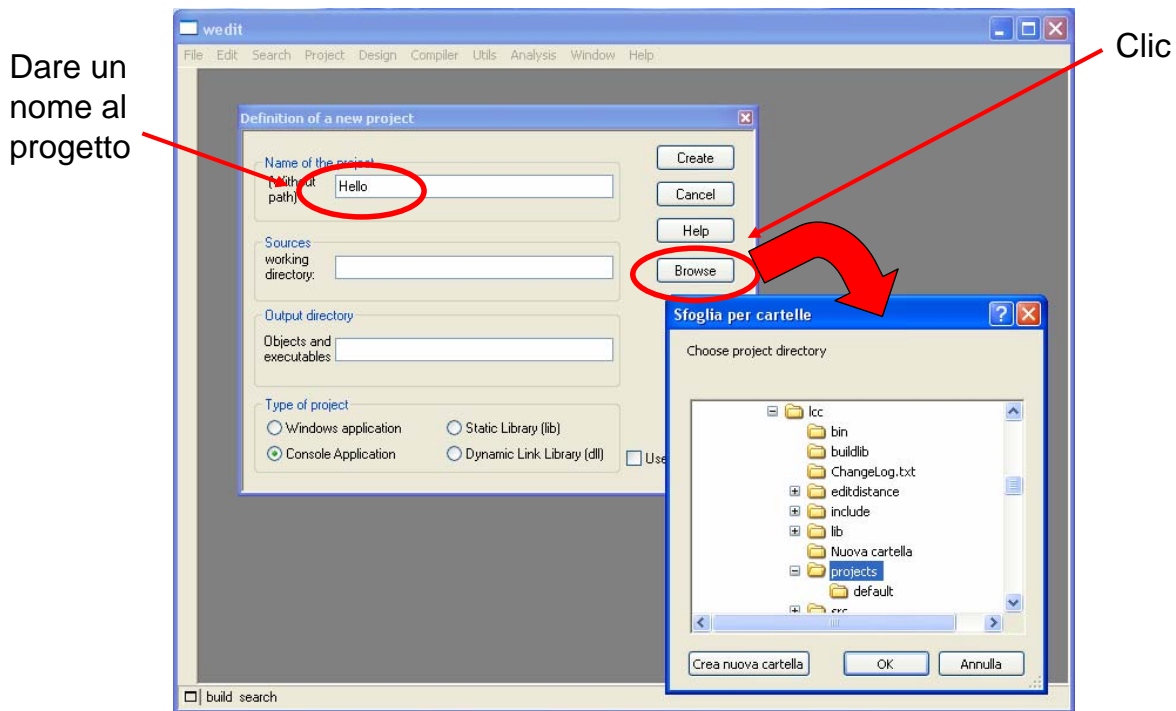 wedit
File Edit Search Project Design Compiler Utils Analysis Window Help
Dare un
nome al
progetto
Clic
Definition of a new project
Name of the project
(Without
path)
Hello
Create
Cancel
Help
Browse
Sources
working
directory:
Output directory
Objects and
executables
Type of project
Windows application
Static Library (lib)
Console Application
Dynamic Link Library (dll)
Use
Sfoglia per cartelle
Choose project directory
lcc
bin
buildlib
ChangeLog.txt
editdistance
include
lib
Nuova cartella
projects
default
src
Crea nuova cartella
OK
Annulla
build search